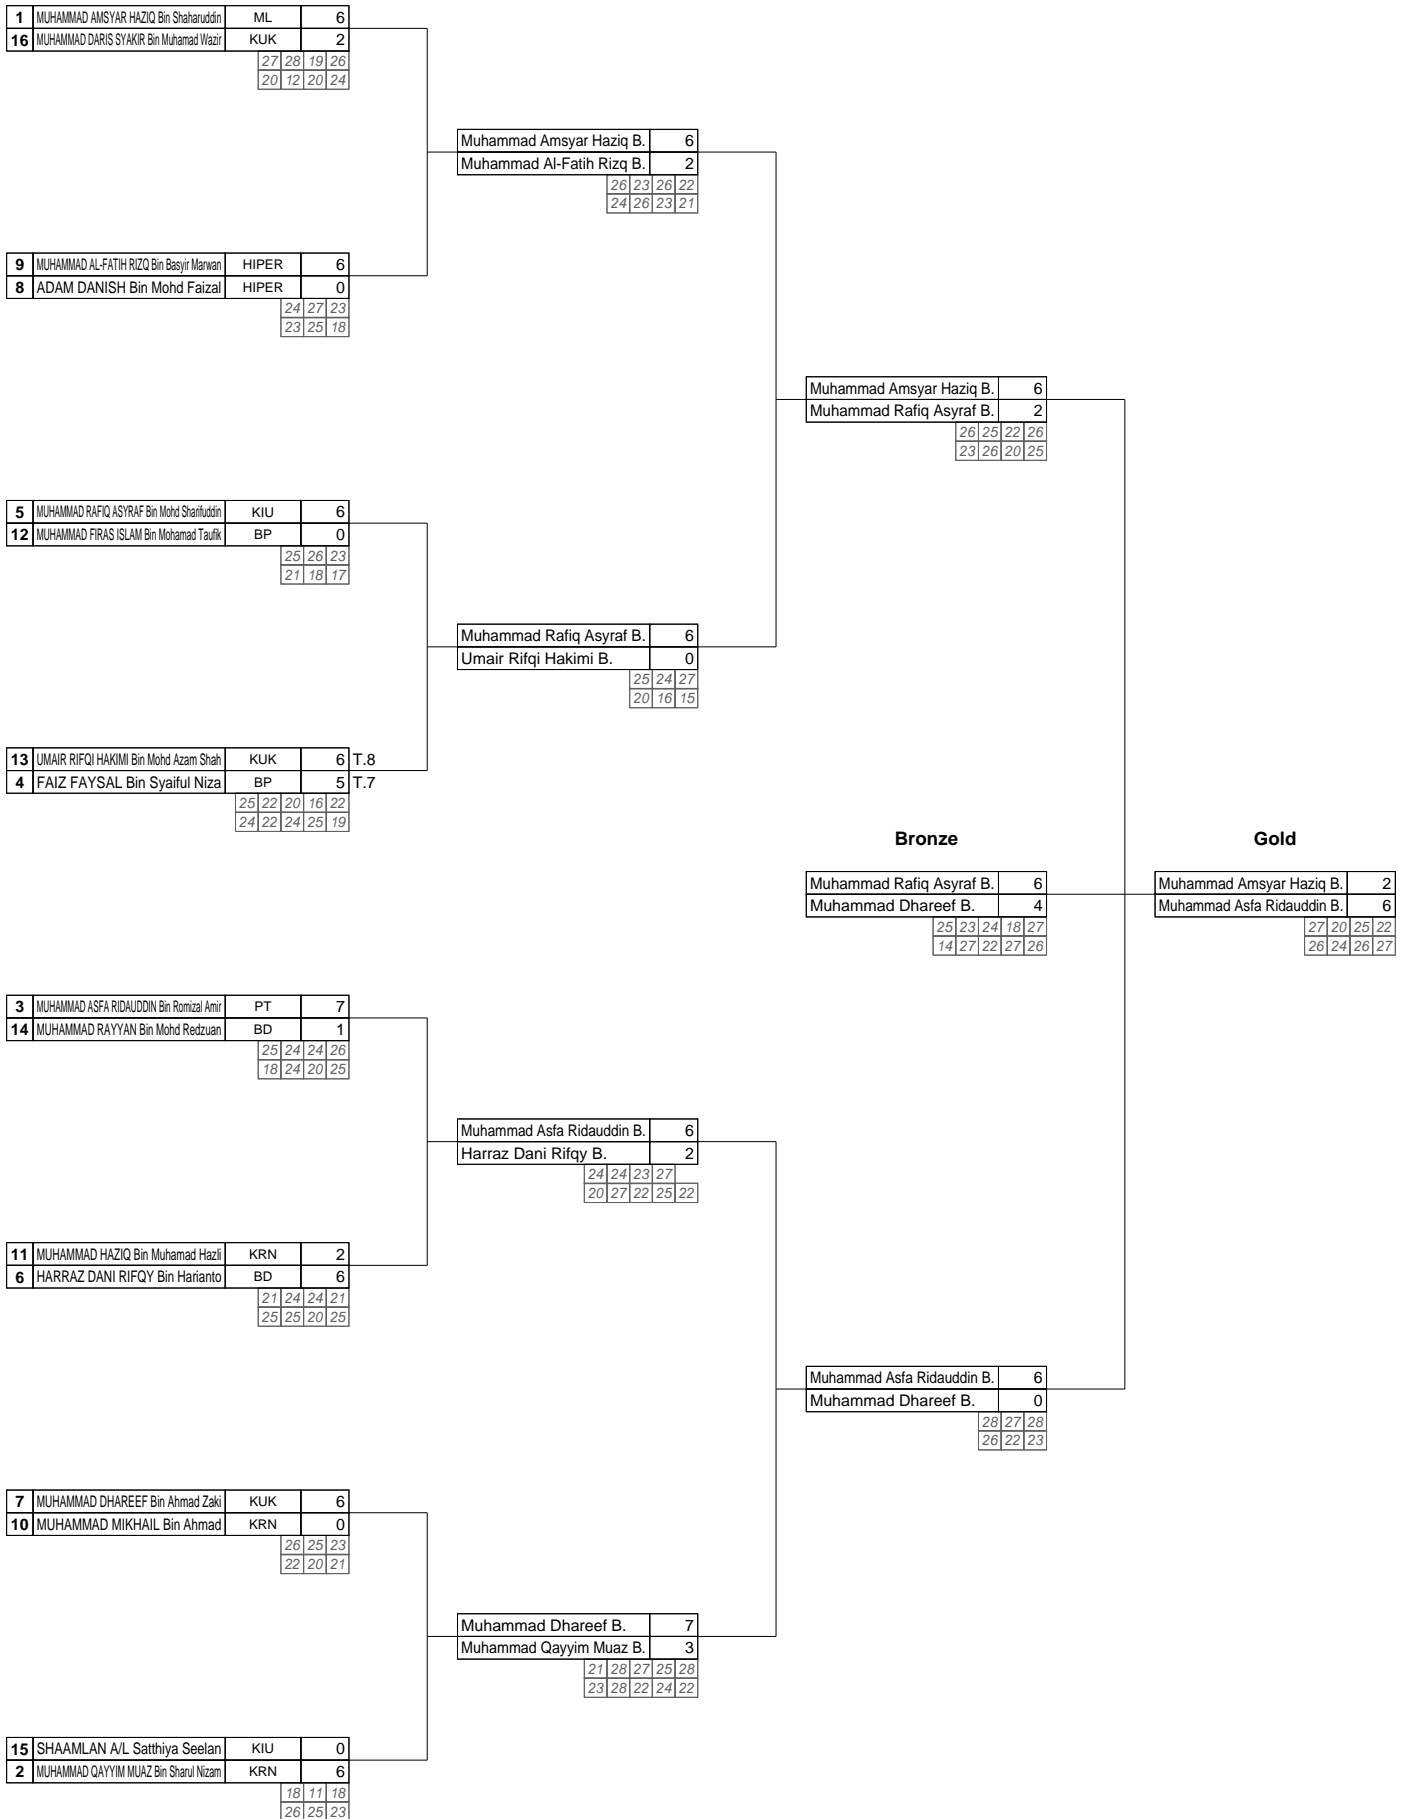 1 MUHAMMAD AMSYAR HAZIQ Bin Shaharuddin ML 6
16 MUHAMMAD DARIS SYAKIR Bin Muhamad Wazir KUK 2
27 28 19 26
20 12 20 24
Muhammad Amsyar Haziq B. 6
Muhammad Al-Fatih Rizq B. 2
26 23 26 22
24 26 23 21
9 MUHAMMAD AL-FATIH RIZQ Bin Basyir Marwan HIPER 6
8 ADAM DANISH Bin Mohd Faizal HIPER 0
24 27 23
23 25 18
Muhammad Amsyar Haziq B. 6
Muhammad Rafiq Asyraf B. 2
26 25 22 26
23 26 20 25
5 MUHAMMAD RAFIQ ASYRAF Bin Mohd Sharifuddin KIU 6
12 MUHAMMAD FIRAS ISLAM Bin Mohamad Taufik BP 0
25 26 23
21 18 17
Muhammad Rafiq Asyraf B. 6
Umair Rifqi Hakimi B. 0
25 24 27
20 16 15
13 UMAIR RIFQI HAKIMI Bin Mohd Azam Shah KUK 6 T.8
4 FAIZ FAYSAL Bin Syaiful Niza BP 5 T.7
25 22 20 16 22
24 22 24 25 19
Bronze Gold
Muhammad Rafiq Asyraf B. 6 Muhammad Amsyar Haziq B. 2
Muhammad Dhareef B. 4 Muhammad Asfa Ridauddin B. 6
25 23 24 18 27 27 20 25 22
14 27 22 27 26 26 24 26 27
3 MUHAMMAD ASFA RIDAUDDIN Bin Romizal Amir PT 7
14 MUHAMMAD RAYYAN Bin Mohd Redzuan BD 1
25 24 24 26
18 24 20 25
Muhammad Asfa Ridauddin B. 6
Harraz Dani Rifqy B. 2
24 24 23 27
20 27 22 25 22
11 MUHAMMAD HAZIQ Bin Muhamad Hazli KRN 2
6 HARRAZ DANI RIFQY Bin Harianto BD 6
21 24 24 21
25 25 20 25
Muhammad Asfa Ridauddin B. 6
Muhammad Dhareef B. 0
28 27 28
26 22 23
7 MUHAMMAD DHAREEF Bin Ahmad Zaki KUK 6
10 MUHAMMAD MIKHAIL Bin Ahmad KRN 0
26 25 23
22 20 21
Muhammad Dhareef B. 7
Muhammad Qayyim Muaz B. 3
21 28 27 25 28
23 28 22 24 22
15 SHAAMLAN A/L Satthiya Seelan KIU 0
2 MUHAMMAD QAYYIM MUAZ Bin Sharul Nizam KRN 6
18 11 18
26 25 23